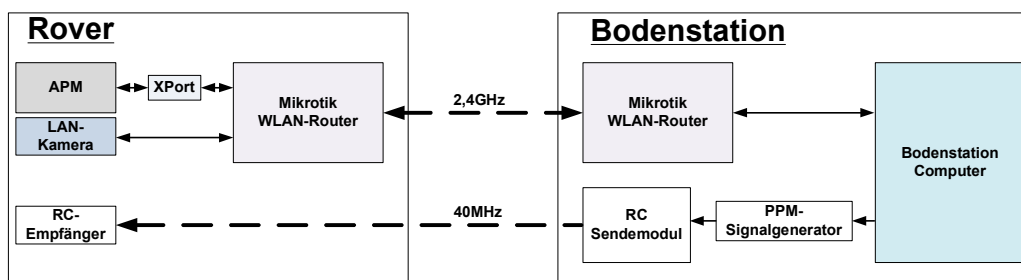 Rover
Bodenstation
APM
XPort
Mikrotik
WLAN-Router
LAN-
Kamera
2,4GHz
Mikrotik
WLAN-Router
Bodenstation
Computer
RC-
Empfänger
40MHz
RC
Sendemodul
PPM-
Signalgenerator